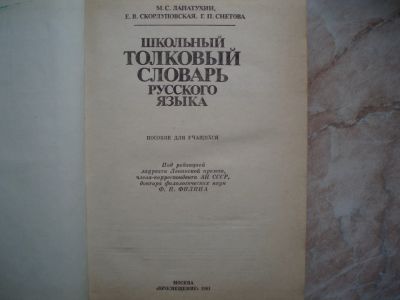 М. С. ЛАПАТУХИН,
Е. В. СКОРЛУПОВСКАЯ, Г. П. СНЕТОВА
ШКОЛЬНЫЙ
ТОЛКОВЫЙ
СЛОВАРЬ
РУССКОГО
ЯЗЫКА
ПОСОБИЕ ДЛЯ УЧАЩИХСЯ
Под редакцией
лауреата Ленинской премии,
члена-корреспондента АН СССР,
доктора филологических наук
Ф. П. ФИЛИНА
МОСКВА
«ПРОСВЕЩЕНИЕ» 1981